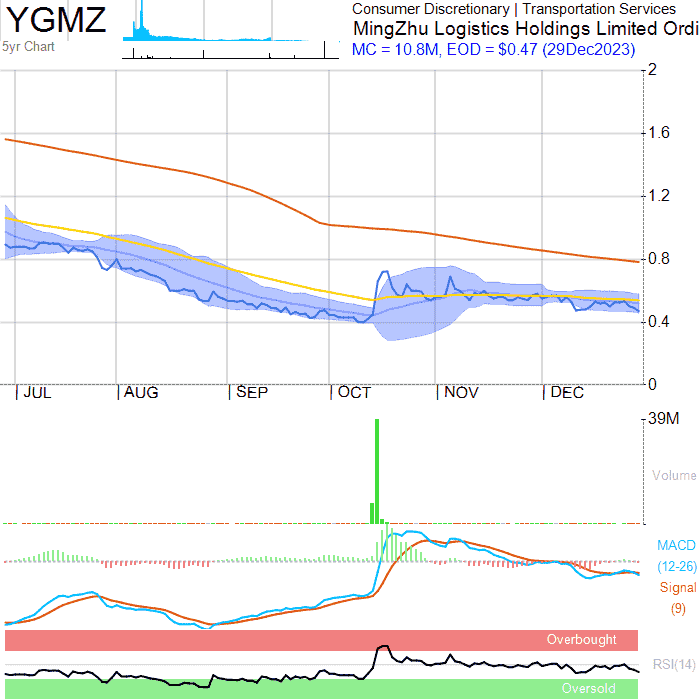 YGMZ
5yr Chart
Consumer Discretionary | Transportation Services
MingZhu Logistics Holdings Limited Ordi
MC = 10.8M, EOD = $0.47 (29Dec2023)
2
1.6
1.2
0.8
0.4
0
JUL AUG SEP OCT NOV DEC
39M
Volume
MACD
(12-26)
Signal
(9)
Overbought
RSI(14)
Oversold